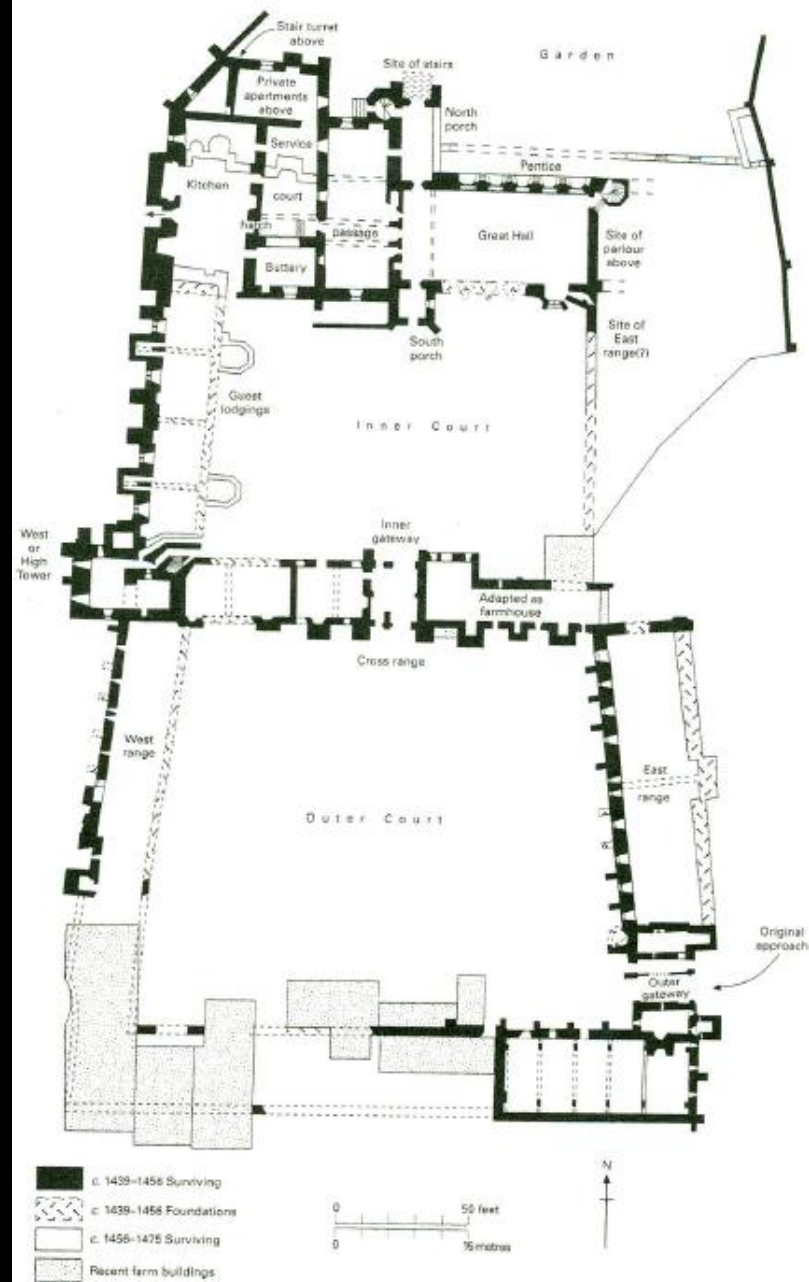 Stair turret
above
Garden
Site of stairs
Private
apartments
above
North
porch
Service
Pentice
Kitchen
court
hatch
passage
Great Hall
Site of
parlour
above
Buttery
South
porch
Site of
East
range(?)
Guest
lodgings
Inner Court
West
or
High
Tower
Inner
gateway
Adapted as
farmhouse
Cross range
West
range
East
range
Outer Court
Original
approach
Outer
gateway
N
c. 1439–1456 Surviving
c. 1439–1456 Foundations
c. 1456–1475 Surviving
Recent farm buildings
0 50 feet
0 15 metres